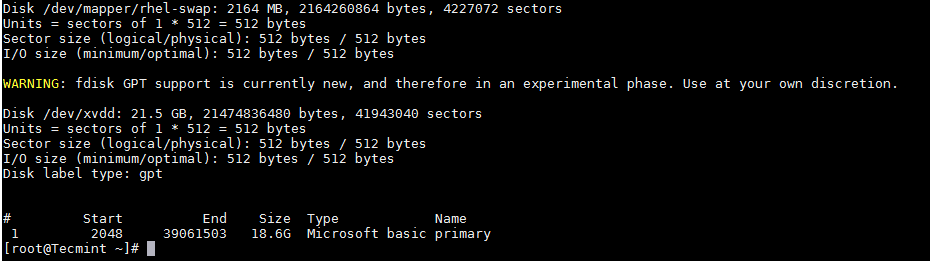 Disk /dev/mapper/rhel-swap: 2164 MB, 2164260864 bytes, 4227072 sectors
Units = sectors of 1 * 512 = 512 bytes
Sector size (logical/physical): 512 bytes / 512 bytes
I/O size (minimum/optimal): 512 bytes / 512 bytes
WARNING: fdisk GPT support is currently new, and therefore in an experimental phase. Use at your own discretion.
Disk /dev/xvdd: 21.5 GB, 21474836480 bytes, 41943040 sectors
Units = sectors of 1 * 512 = 512 bytes
Sector size (logical/physical): 512 bytes / 512 bytes
I/O size (minimum/optimal): 512 bytes / 512 bytes
Disk label type: gpt
#         Start          End    Size  Type            Name
 1         2048     39061503   18.6G  Microsoft basic primary
[root@Tecmint ~]#